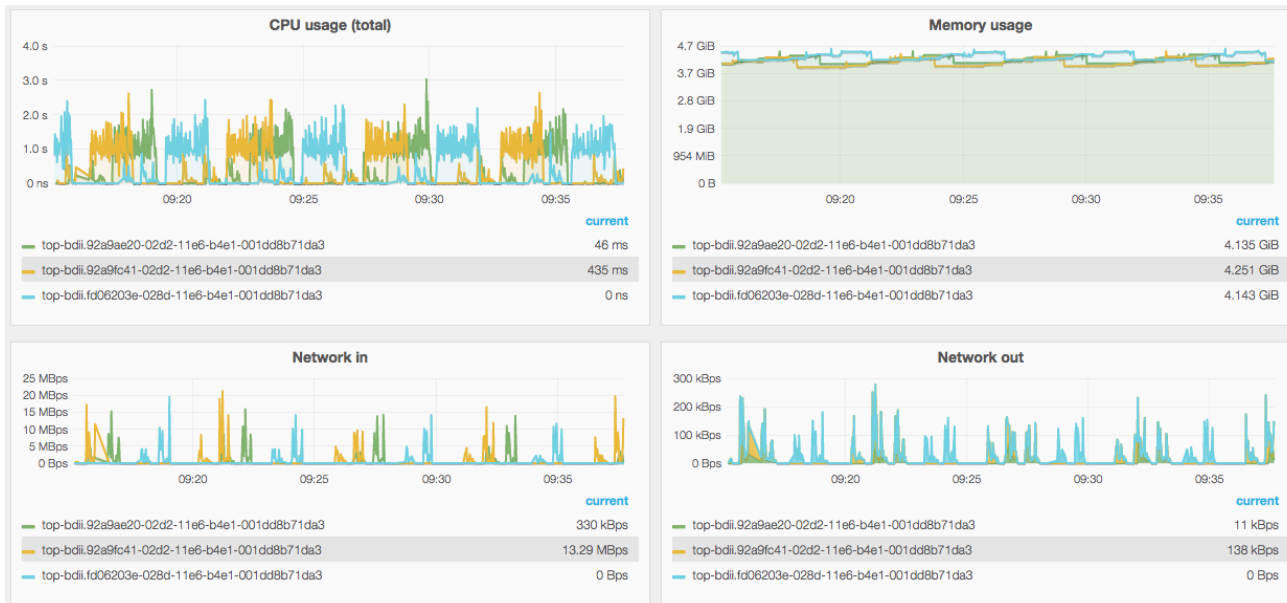 CPU usage (total)
4.0 s
3.0 s
2.0 s
1.0 s
0 ns
09:20 09:25 09:30 09:35
current
top-bdii.92a9ae20-02d2-11e6-b4e1-001dd8b71da3 46 ms
top-bdii.92a9fc41-02d2-11e6-b4e1-001dd8b71da3 435 ms
top-bdii.fd06203e-028d-11e6-b4e1-001dd8b71da3 0 ns
Memory usage
4.7 GiB
3.7 GiB
2.8 GiB
1.9 GiB
954 MiB
0 B
09:20 09:25 09:30 09:35
current
top-bdii.92a9ae20-02d2-11e6-b4e1-001dd8b71da3 4.135 GiB
top-bdii.92a9fc41-02d2-11e6-b4e1-001dd8b71da3 4.251 GiB
top-bdii.fd06203e-028d-11e6-b4e1-001dd8b71da3 4.143 GiB
Network in
25 MBps
20 MBps
15 MBps
10 MBps
5 MBps
0 Bps
09:20 09:25 09:30 09:35
current
top-bdii.92a9ae20-02d2-11e6-b4e1-001dd8b71da3 330 kBps
top-bdii.92a9fc41-02d2-11e6-b4e1-001dd8b71da3 13.29 MBps
top-bdii.fd06203e-028d-11e6-b4e1-001dd8b71da3 0 Bps
Network out
300 kBps
200 kBps
100 kBps
0 Bps
09:20 09:25 09:30 09:35
current
top-bdii.92a9ae20-02d2-11e6-b4e1-001dd8b71da3 11 kBps
top-bdii.92a9fc41-02d2-11e6-b4e1-001dd8b71da3 138 kBps
top-bdii.fd06203e-028d-11e6-b4e1-001dd8b71da3 0 Bps